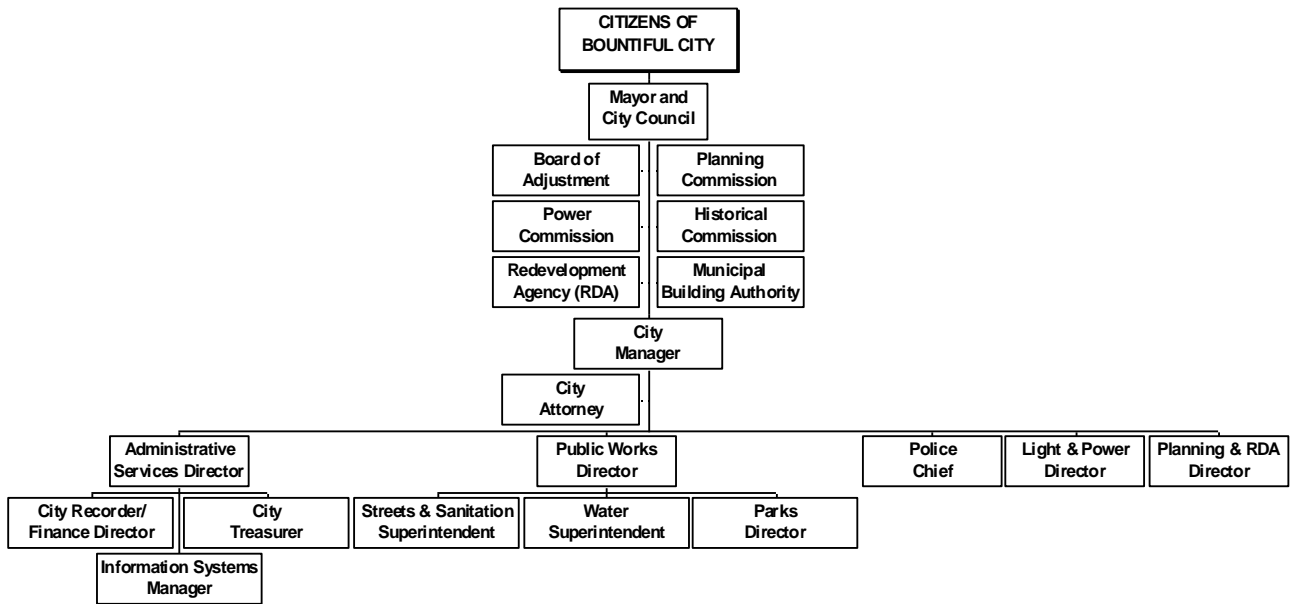 CITIZENS OF
BOUNTIFUL CITY
Mayor and
City Council
Board of
Adjustment
Planning
Commission
Power
Commission
Historical
Commission
Redevelopment
Agency (RDA)
Municipal
Building Authority
City
Manager
City
Attorney
Administrative
Services Director
Public Works
Director
Police
Chief
Light & Power
Director
Planning & RDA
Director
City Recorder/
Finance Director
City
Treasurer
Streets & Sanitation
Superintendent
Water
Superintendent
Parks
Director
Information Systems
Manager